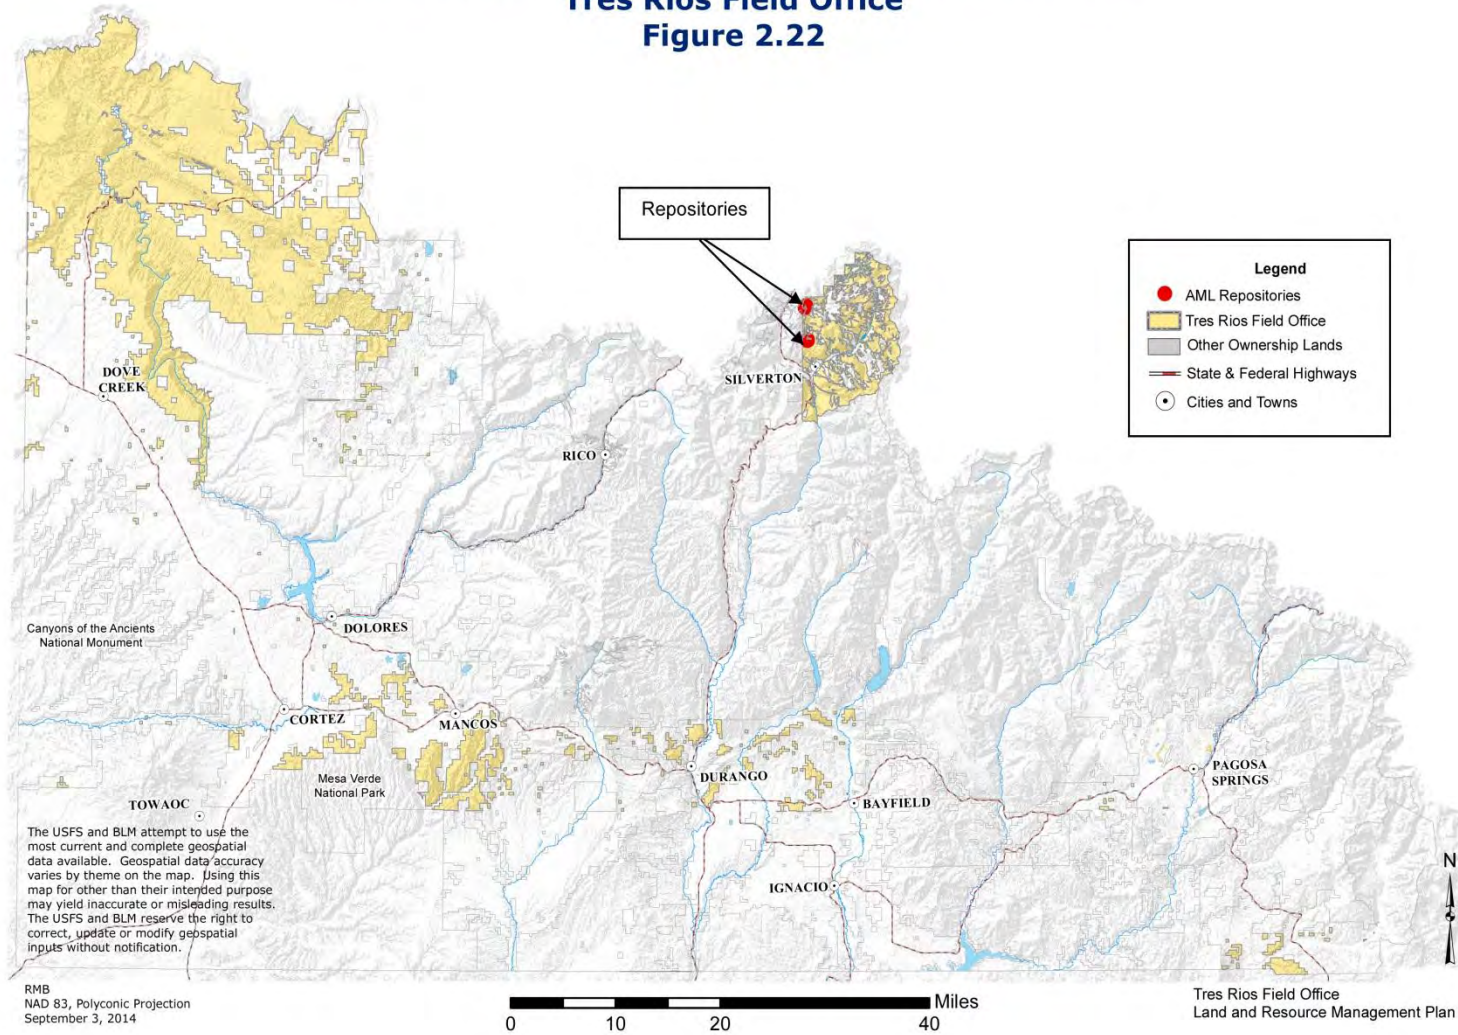 Tres Rios Field Office
Figure 2.22
Repositories
Legend
AML Repositories
Tres Rios Field Office
Other Ownership Lands
State & Federal Highways
Cities and Towns
DOVE
CREEK
SILVERTON
RICO
DOLORES
Canyons of the Ancients
National Monument
CORTEZ
MANCOS
Mesa Verde
National Park
DURANGO
BAYFIELD
PAGOSA
SPRINGS
TOWAOC
IGNACIO
The USFS and BLM attempt to use the
most current and complete geospatial
data available. Geospatial data accuracy
varies by theme on the map. Using this
map for other than their intended purpose
may yield inaccurate or misleading results.
The USFS and BLM reserve the right to
correct, update or modify geospatial
inputs without notification.
N
RMB
NAD 83, Polyconic Projection
September 3, 2014
Miles
0 10 20 40
Tres Rios Field Office
Land and Resource Management Plan